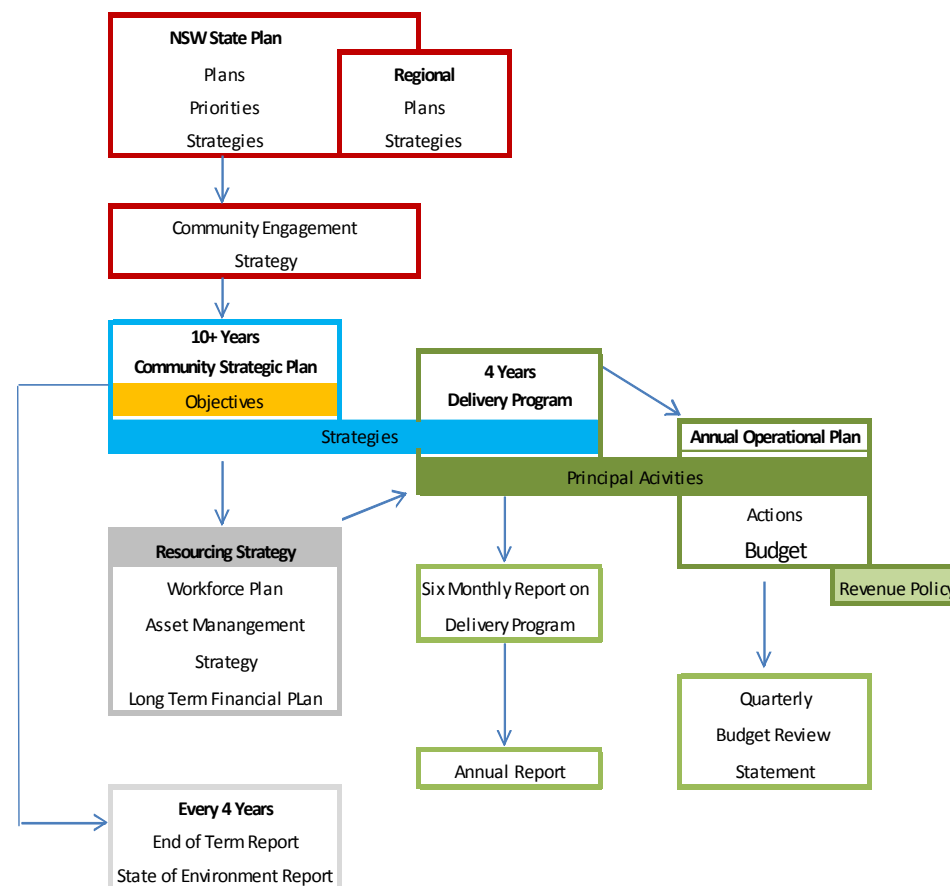 NSW State Plan
Plans
Priorities
Strategies
Regional
Plans
Strategies
Community Engagement
Strategy
10+ Years
Community Strategic Plan
Objectives
Strategies
4 Years
Delivery Program
Annual Operational Plan
Principal Acivities
Actions
Budget
Revenue Policy
Resourcing Strategy
Workforce Plan
Asset Manangement
Strategy
Long Term Financial PLan
Six Monthly Report on
Delivery Program
Annual Report
Quarterly
Budget Review
Statement
Every 4 Years
End of Term Report
State of Environment Report